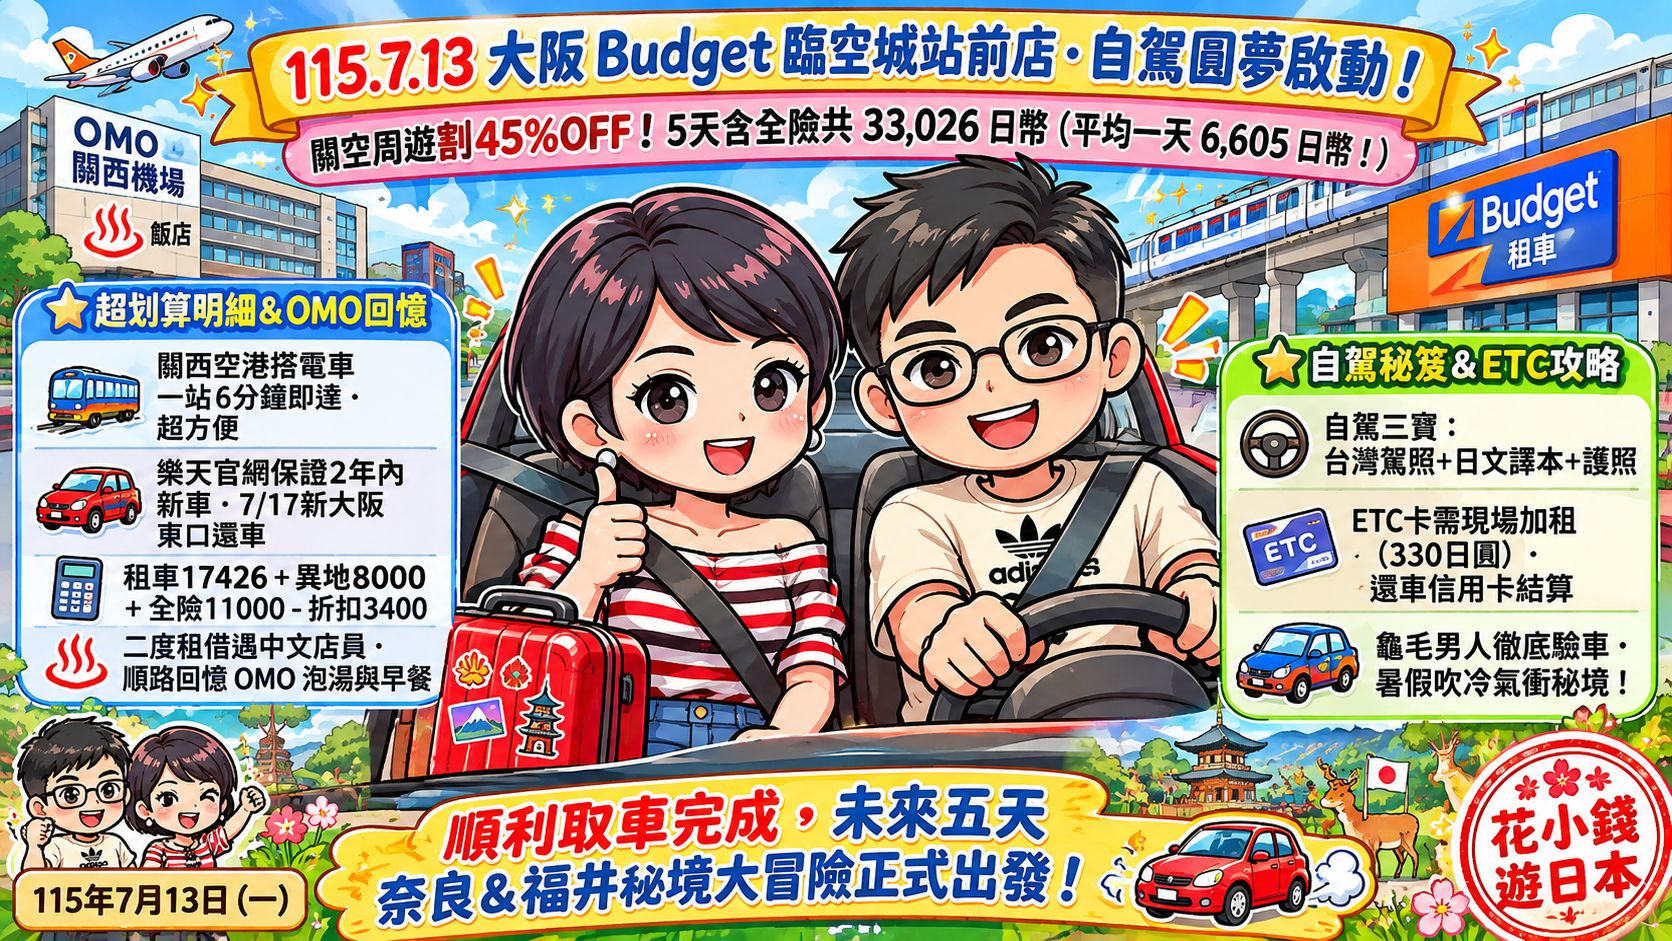 115.7.13 大阪 Budget 臨空城站前店·自駕圓夢啟動！
關空周遊割45%OFF！5天含全險共 33,026 日幣 (平均一天 6,605 日幣！)
OMO
關西機場
飯店
Budget
租車
超划算明細&OMO回憶
關西空港搭電車
一站6分鐘即達·
超方便
樂天官網保證2年內
新車·7/17新大阪
東口還車
租車17426+異地8000
+全險11000-折扣3400
二度租借遇中文店員·
順路回憶 OMO 泡湯與早餐
自駕秘笈&ETC攻略
自駕三寶：
台灣駕照+日文譯本+護照
ETC
ETC卡需現場加租
（330日圓）·
還車信用卡結算
龜毛男人徹底驗車·
暑假吹冷氣衝秘境！
adidas
順利取車完成，未來五天
奈良&福井秘境大冒險正式出發！
115年7月13日 (一)
花小錢
遊日本